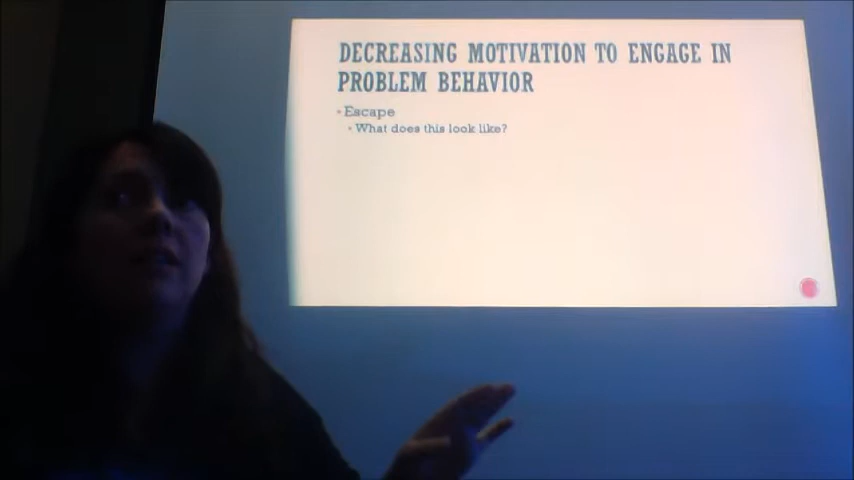 DECREASING MOTIVATION TO ENGAGE IN
PROBLEM BEHAVIOR
• Escape
• What does this look like?